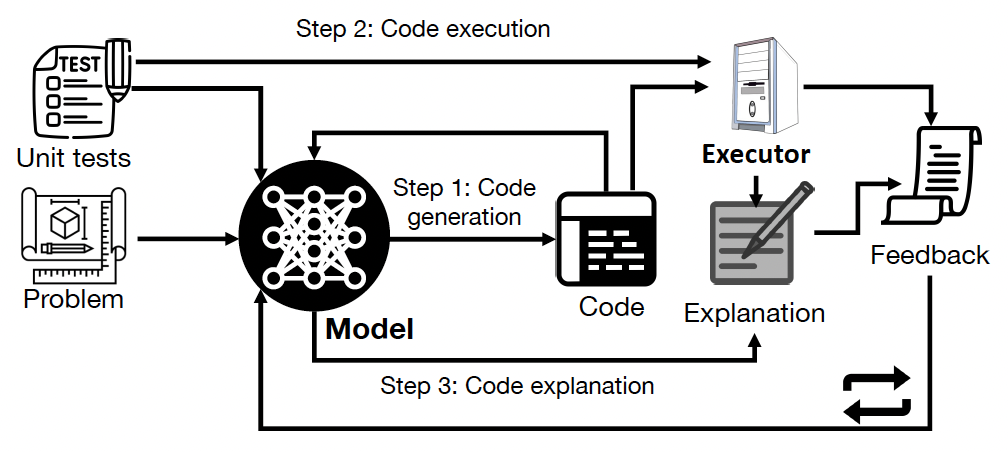 Step 2: Code execution
TEST
Unit tests
Executor
Step 1: Code
generation
Feedback
Problem
Code
Explanation
Model
Step 3: Code explanation